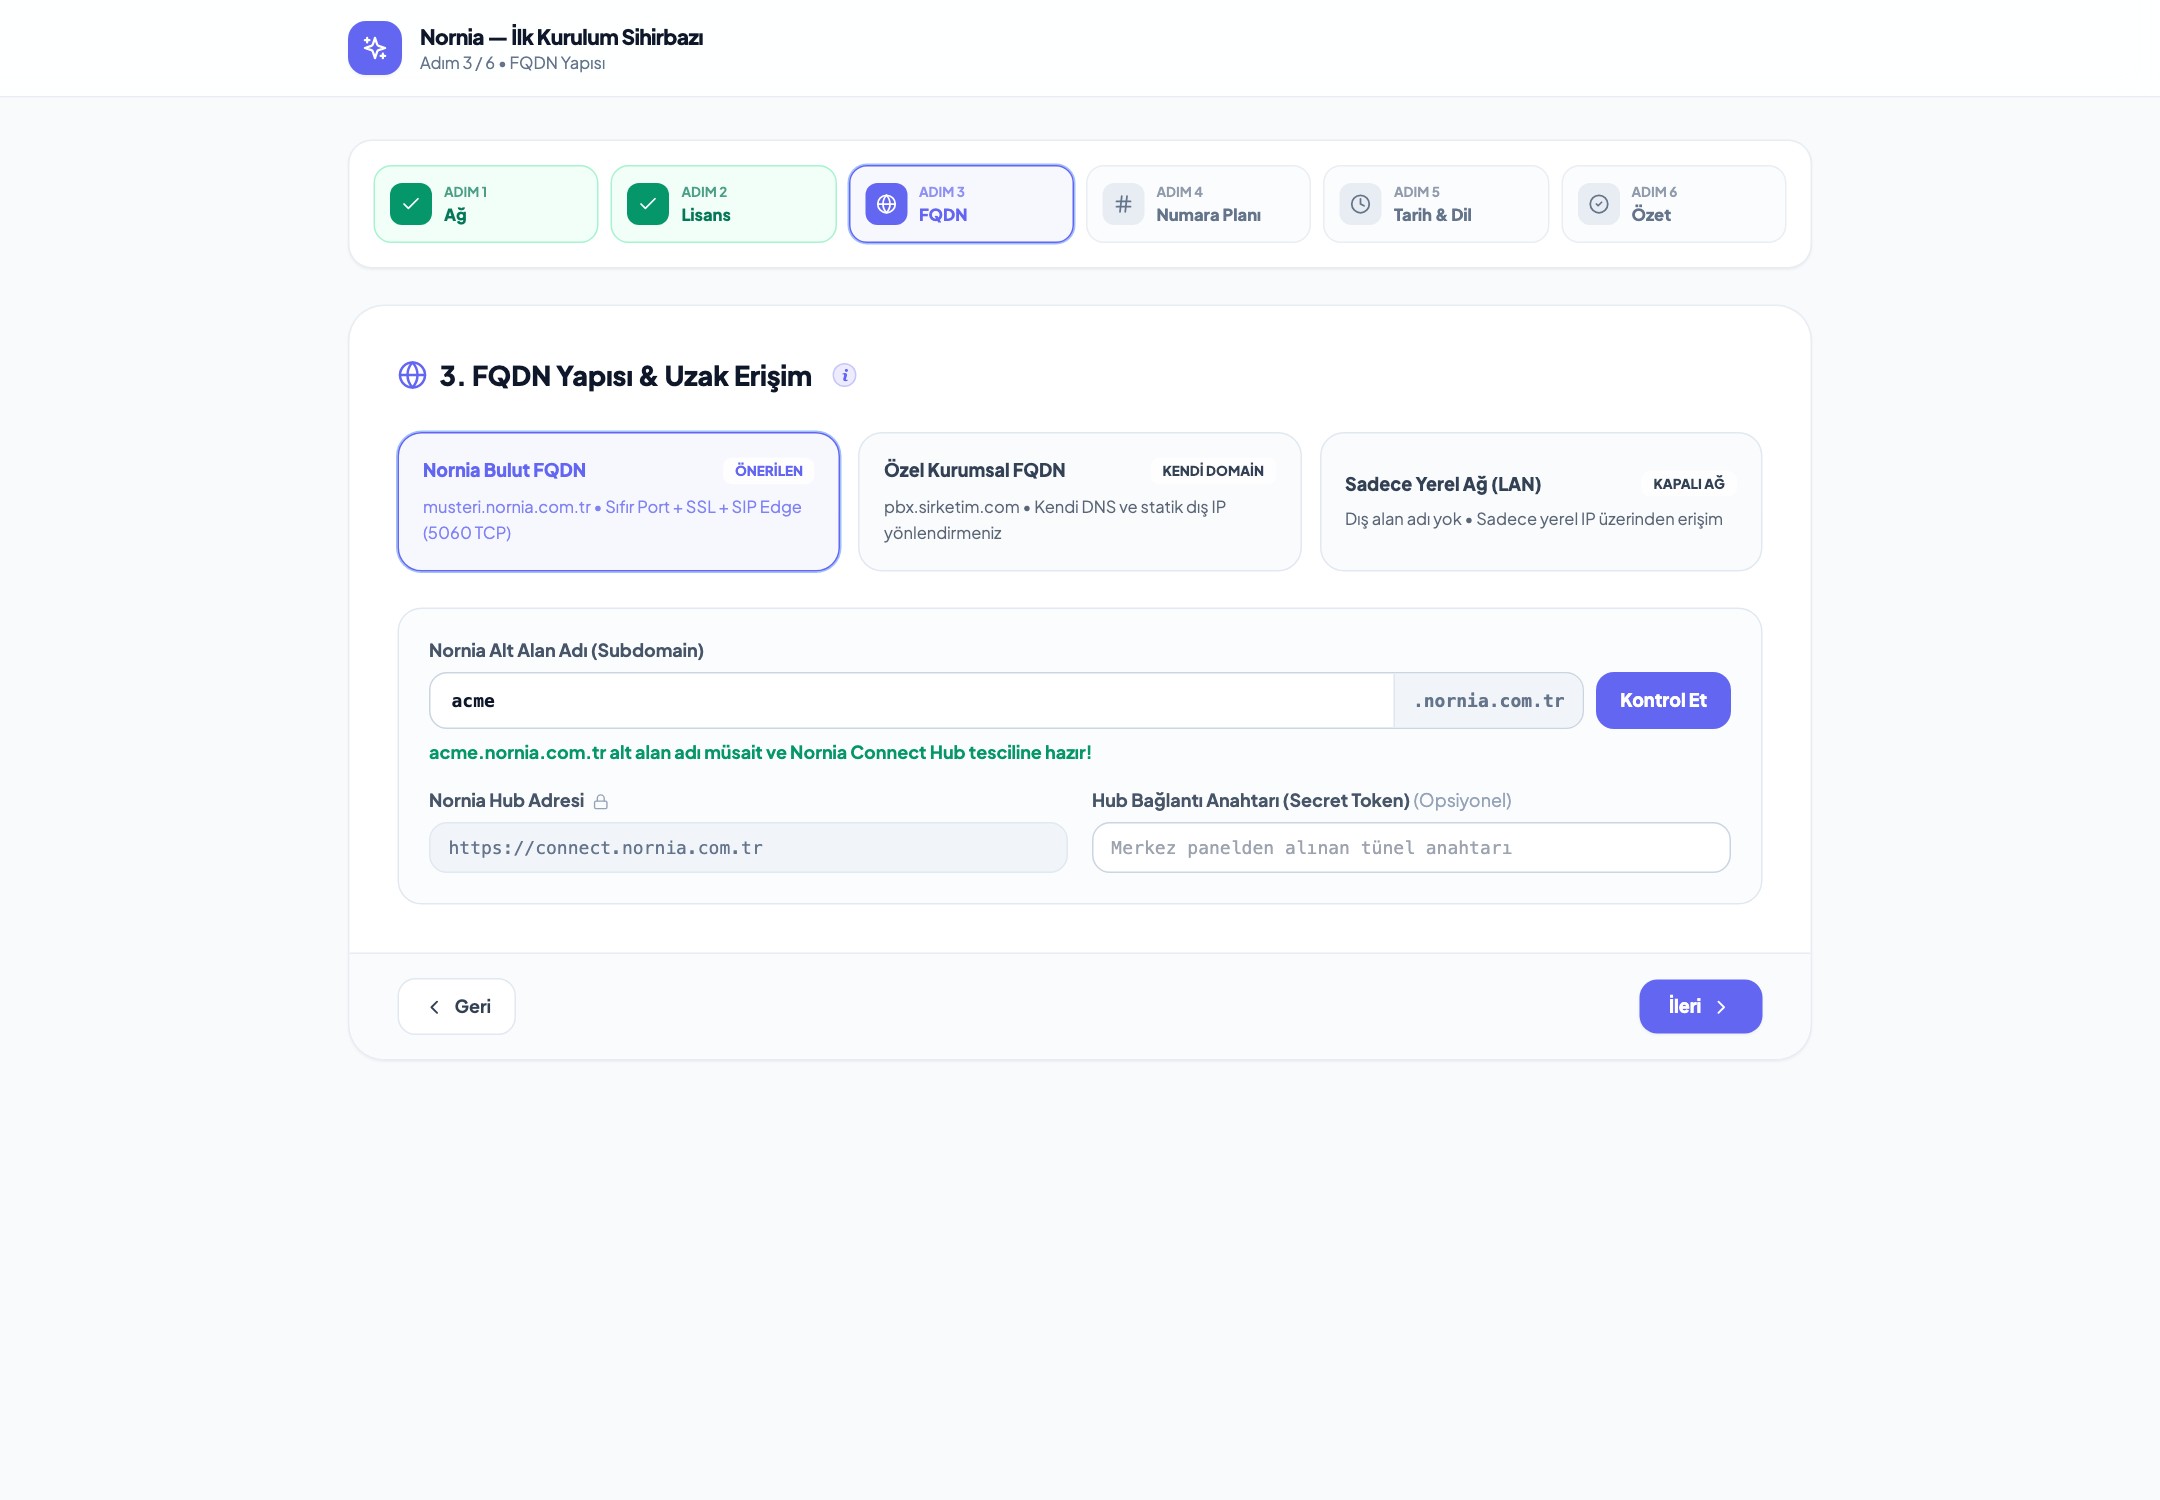 Nornia — İlk Kurulum Sihirbazı
Adım 3 / 6 • FQDN Yapısı
ADIM 1
Ağ
ADIM 2
Lisans
ADIM 3
FQDN
ADIM 4
Numara Planı
ADIM 5
Tarih & Dil
ADIM 6
Özet
3. FQDN Yapısı & Uzak Erişim
i
Nornia Bulut FQDN
ÖNERİLEN
musteri.nornia.com.tr • Sıfır Port + SSL + SIP Edge
(5060 TCP)
Özel Kurumsal FQDN
KENDİ DOMAİN
pbx.sirketim.com • Kendi DNS ve statik dış IP
yönlendirmeniz
Sadece Yerel Ağ (LAN)
KAPALI AĞ
Dış alan adı yok • Sadece yerel IP üzerinden erişim
Nornia Alt Alan Adı (Subdomain)
acme
.nornia.com.tr
Kontrol Et
acme.nornia.com.tr alt alan adı müsait ve Nornia Connect Hub tesciline hazır!
Nornia Hub Adresi
https://connect.nornia.com.tr
Hub Bağlantı Anahtarı (Secret Token) (Opsiyonel)
Merkez panelden alınan tünel anahtarı
Geri
İleri